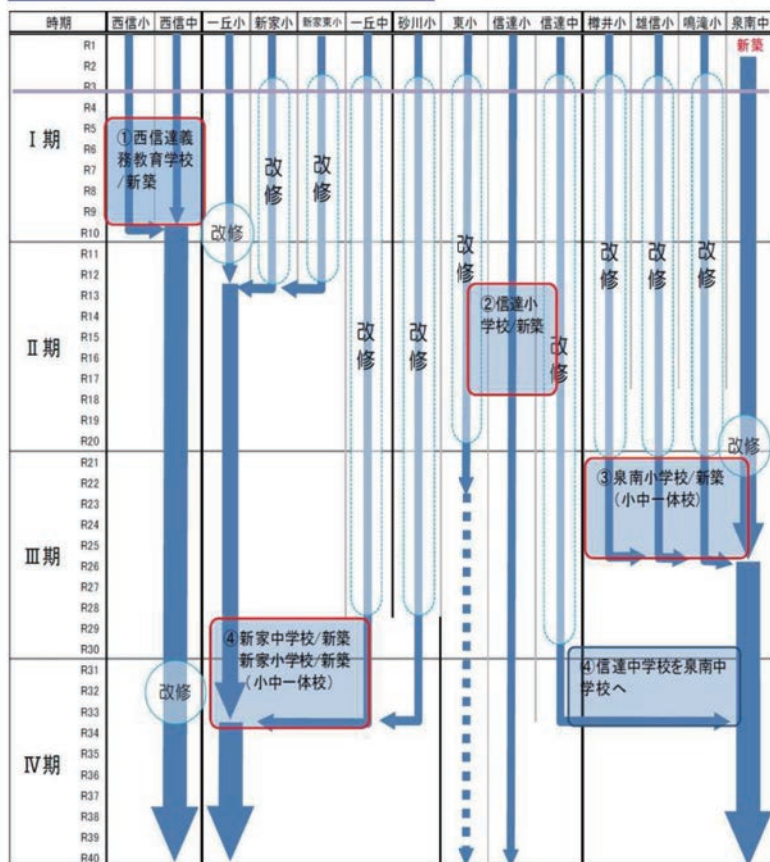 時期 西信小 西信中 一丘小 新家小 新家東小 一丘中 砂川小 東小 信達小 信達中 樽井小 雄信小 鳴滝小 泉南中
R1
新築
R2
R3
Ⅰ期
R4
R5
R6
R7
R8
R9
R10
①西信達義
務教育学校
/新築
改修
改修
改修
Ⅱ期
R11
R12
R13
R14
R15
R16
R17
R18
R19
R20
改修
改修
改修
②信達小
学校/新築
改修
改修
改修
改修
改修
Ⅲ期
R21
R22
R23
R24
R25
R26
R27
R28
R29
R30
③泉南小学校/新築
(小中一体校)
④新家中学校/新築
新家小学校/新築
(小中一体校)
④信達中学校を泉南中
学校へ
Ⅳ期
R31
R32
R33
R34
R35
R36
R37
R38
R39
R40
改修